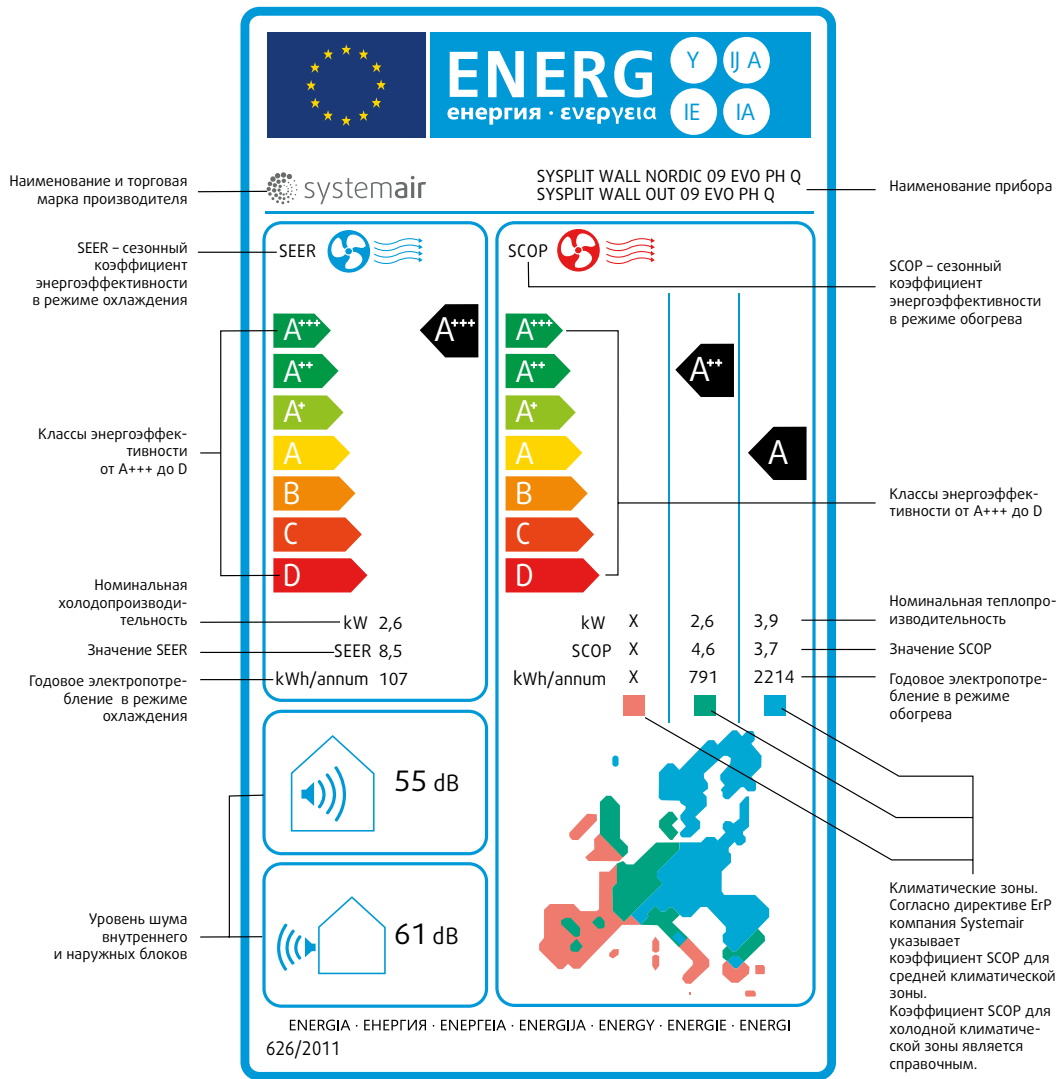 ENERG
енергия · ενεργεια
Y
IJ A
IE
IA
Наименование и торговая
марка производителя
systemair
SYSPLIT WALL NORDIC 09 EVO PH Q
SYSPLIT WALL OUT 09 EVO PH Q
Наименование прибора
SEER – сезонный
коэффициент
энергоэффективности
в режиме охлаждения
SEER
SCOP
SCOP – сезонный
коэффициент
энергоэффективности
в режиме обогрева
A+++
A++
A+
A
B
C
D
A+++
A+++
A++
A+
A
B
C
D
A++
A
Классы энергоэффек-
тивности
от А+++ до D
Классы энергоэффек-
тивности от А+++ до D
Номинальная
холодопроизводи-
тельность
Значение SEER
Годовое электропотре-
бление в режиме
охлаждения
kW 2,6
SEER 8,5
kWh/annum 107
kW X 2,6 3,9
SCOP X 4,6 3,7
kWh/annum X 791 2214
Номинальная теплопро-
изводительность
Значение SCOP
Годовое электропотре-
бление в режиме
обогрева
55 dB
61 dB
Уровень шума
внутреннего
и наружных блоков
Климатические зоны.
Согласно директиве ErP
компания Systemair
указывает
коэффициент SCOP для
средней климатической
зоны.
Коэффициент SCOP для
холодной климатиче-
ской зоны является
справочным.
ENERGIA · ЕНЕРГИЯ · ΕΝΕΡΓΕΙΑ · ENERGIJA · ENERGY · ENERGIE · ENERGI
626/2011